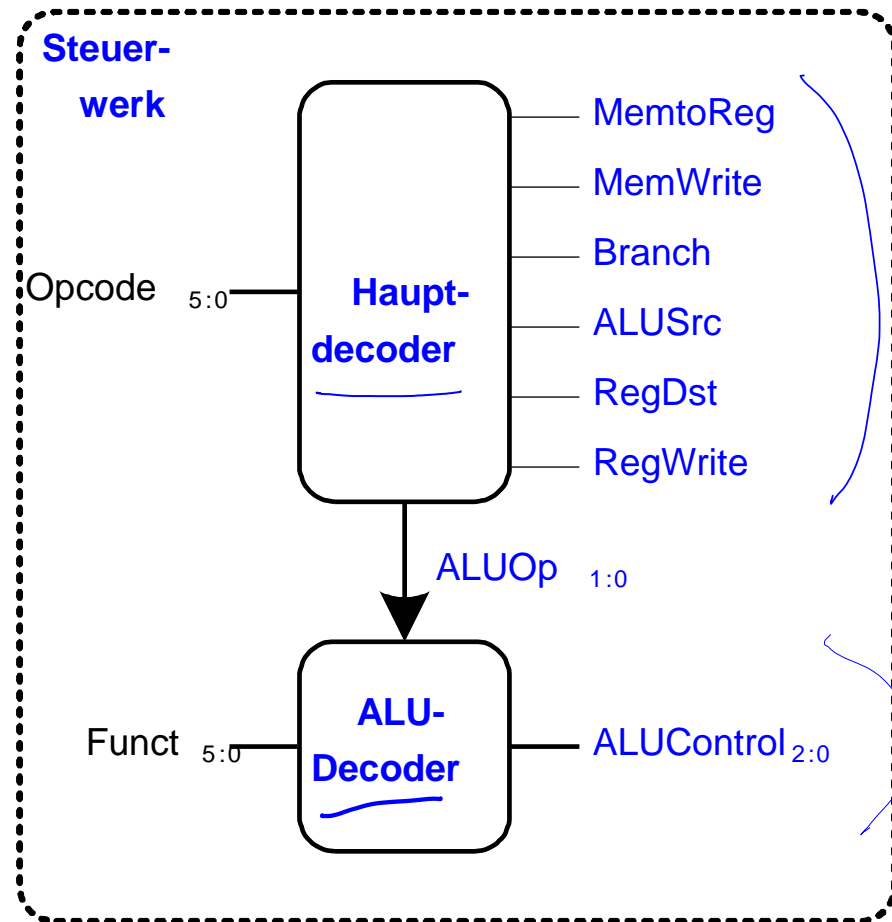 Steuer-
werk
MemtoReg
MemWrite
Branch
Opcode 5:0
Haupt-
decoder
ALUSrc
RegDst
RegWrite
ALUOp 1:0
ALU-
Decoder
Funct 5:0
ALUControl 2:0